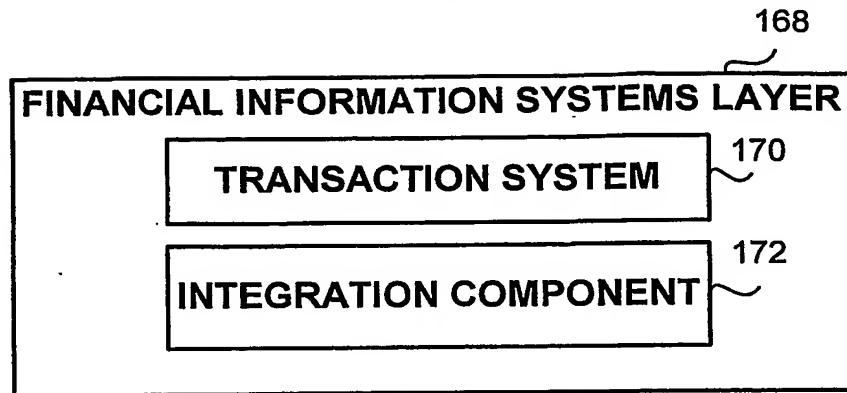 168
FINANCIAL INFORMATION SYSTEMS LAYER
TRANSACTION SYSTEM
170
INTEGRATION COMPONENT
172